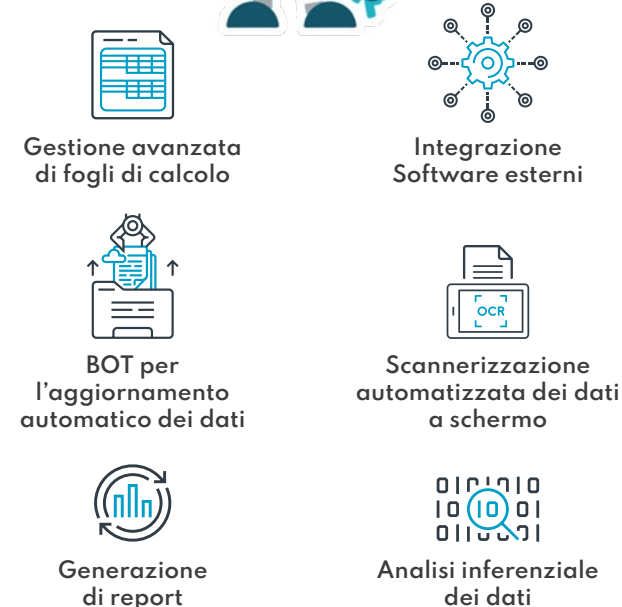 Gestione avanzata
di fogli di calcolo
Integrazione
Software esterni
BOT per
l’aggiornamento
automatico dei dati
OCR
Scannerizzazione
automatizzata dei dati
a schermo
Generazione
di report
Analisi inferenziale
dei dati